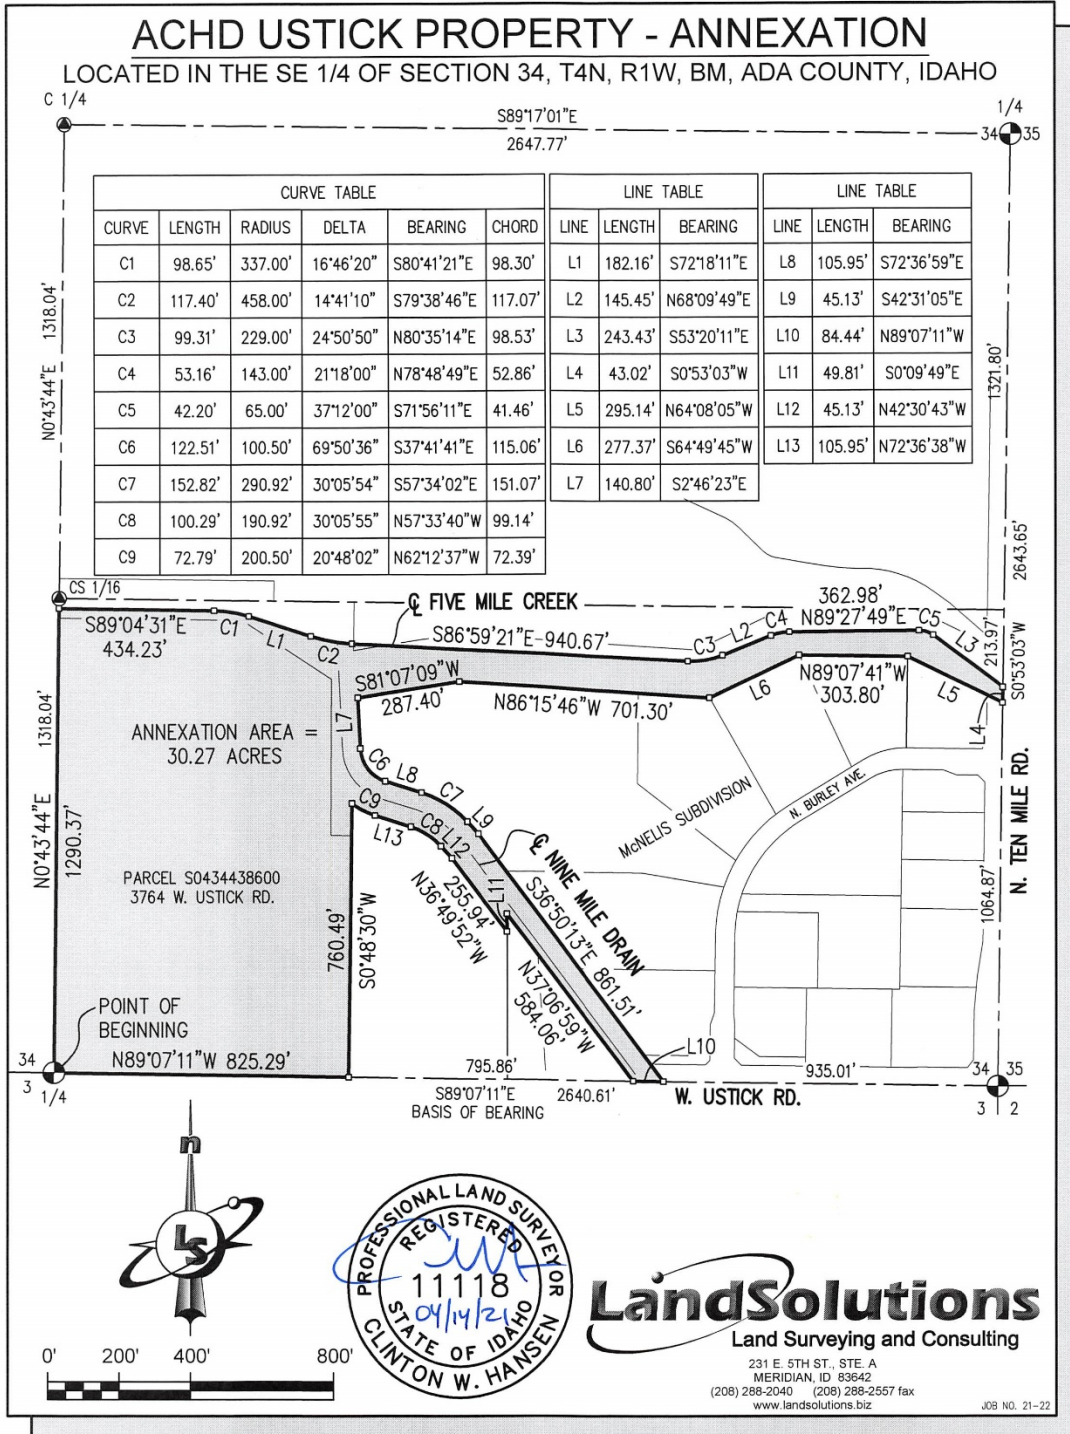 ACHD USTICK PROPERTY - ANNEXATION
LOCATED IN THE SE 1/4 OF SECTION 34, T4N, R1W, BM, ADA COUNTY, IDAHO
C 1/4
S89°17'01"E
2647.77'
1/4
34 35
CURVE TABLE
CURVE LENGTH RADIUS DELTA BEARING CHORD
C1 98.65' 337.00' 16°46'20" S80°41'21"E 98.30'
C2 117.40' 458.00' 14°41'10" S79°38'46"E 117.07'
C3 99.31' 229.00' 24°50'50" N80°35'14"E 98.53'
C4 53.16' 143.00' 21°18'00" N78°48'49"E 52.86'
C5 42.20' 65.00' 37°12'00" S71°56'11"E 41.46'
C6 122.51' 100.50' 69°50'36" S37°41'41"E 115.06'
C7 152.82' 290.92' 30°05'54" S57°34'02"E 151.07'
C8 100.29' 190.92' 30°05'55" N57°33'40"W 99.14'
C9 72.79' 200.50' 20°48'02" N62°12'37"W 72.39'
LINE TABLE
LINE LENGTH BEARING
L1 182.16' S72°18'11"E
L2 145.45' N68°09'49"E
L3 243.43' S53°20'11"E
L4 43.02' S0°53'03"W
L5 295.14' N64°08'05"W
L6 277.37' S64°49'45"W
L7 140.80' S2°46'23"E
LINE TABLE
LINE LENGTH BEARING
L8 105.95' S72°36'59"E
L9 45.13' S42°31'05"E
L10 84.44' N89°07'11"W
L11 49.81' S0°09'49"E
L12 45.13' N42°30'43"W
L13 105.95' N72°36'38"W
N0°43'44"E 1318.04'
1321.80'
2643.65'
S0°53'03"W
213.97'
CS 1/16
℄ FIVE MILE CREEK
362.98'
N89°27'49"E
S89°04'31"E
434.23'
C1
L1
C2
S86°59'21"E-940.67'
C3
L2
C4
C5
L3
S81°07'09"W
287.40'
N86°15'46"W 701.30'
L6
N89°07'41"W
303.80'
L5
L4
L7
ANNEXATION AREA =
30.27 ACRES
1318.04'
N0°43'44"E
1290.37'
C6
L8
C7
L9
C9
L13
C8
L12
L11
McNELIS SUBDIVISION
N. BURLEY AVE.
N. TEN MILE RD.
℄ NINE MILE DRAIN
S36°50'13"E 861.51'
255.94'
N36°49'52"W
N37°06'59"W
584.06'
PARCEL S0434438600
3764 W. USTICK RD.
760.49'
S0°48'30"W
1064.87'
POINT OF
BEGINNING
N89°07'11"W 825.29'
34
3 1/4
795.86'
L10
935.01'
34 35
3 2
S89°07'11"E 2640.61'
BASIS OF BEARING
W. USTICK RD.
n
LS
0' 200' 400' 800'
PROFESSIONAL LAND SURVEYOR
REGISTERED
11118
04/14/21
STATE OF IDAHO
CLINTON W. HANSEN
LandSolutions
Land Surveying and Consulting
231 E. 5TH ST., STE. A
MERIDIAN, ID 83642
(208) 288-2040 (208) 288-2557 fax
www.landsolutions.biz
JOB NO. 21-22